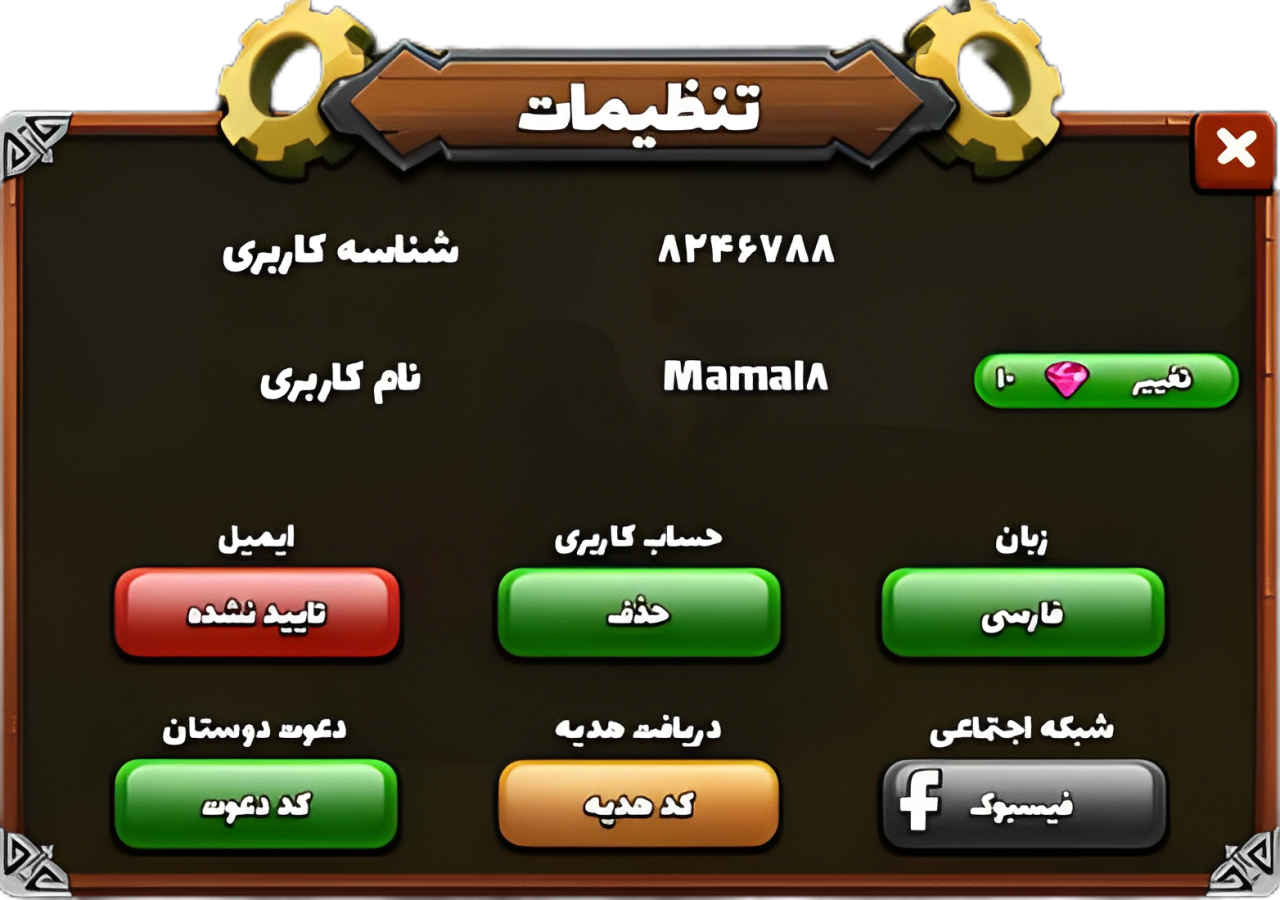 تنظیمات
شناسه کاربری
۸۲۴۶۷۸۸
نام کاربری
Mamal۸
تغییر ۱۰
ایمیل
تایید نشده
حساب کاربری
حذف
زبان
فارسی
دعوت دوستان
کد دعوت
دریافت هدیه
کد هدیه
شبکه اجتماعی
فیسبوک